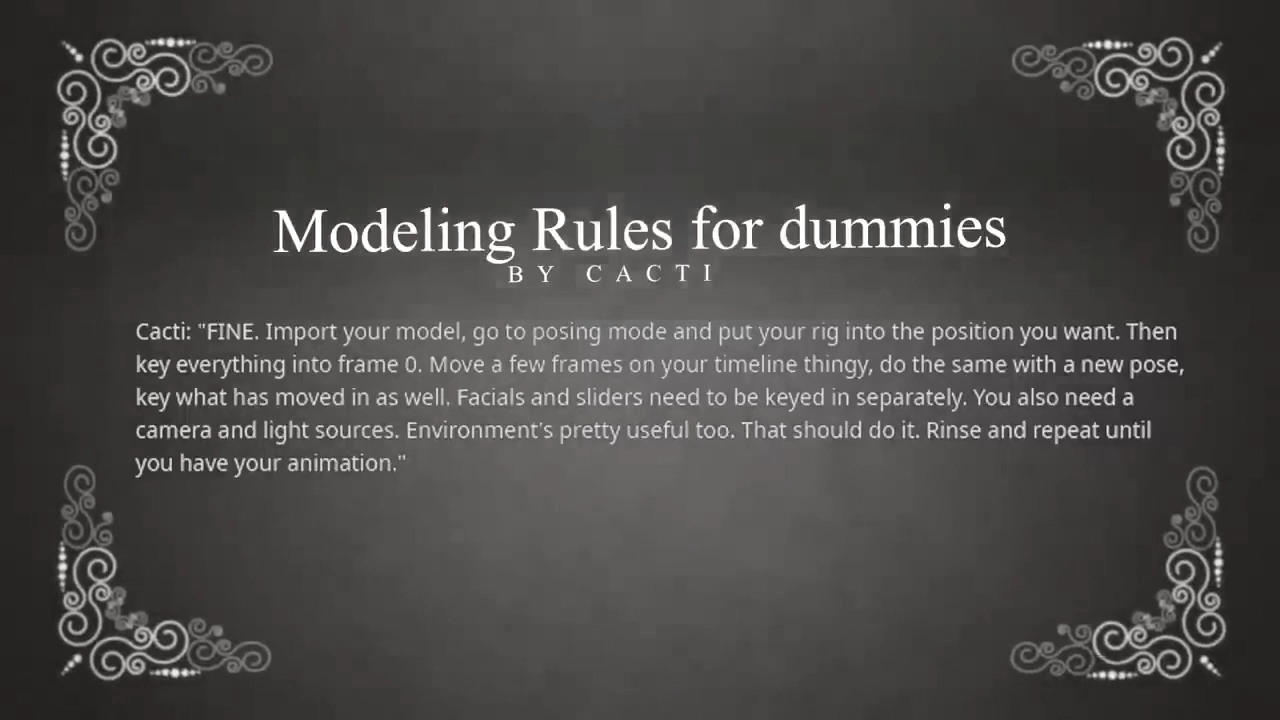 Modeling Rules for dummies
BY CACTI
Cacti: "FINE. Import your model, go to posing mode and put your rig into the position you want. Then
key everything into frame 0. Move a few frames on your timeline thingy, do the same with a new pose,
key what has moved in as well. Facials and sliders need to be keyed in separately. You also need a
camera and light sources. Environment's pretty useful too. That should do it. Rinse and repeat until
you have your animation."